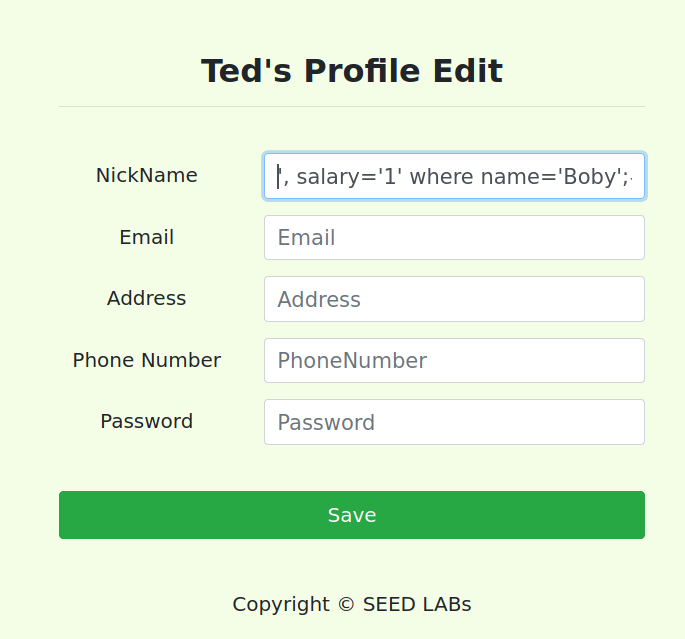 Ted's Profile Edit
NickName
', salary='1' where name='Boby';
Email
Email
Address
Address
Phone Number
PhoneNumber
Password
Password
Save
Copyright © SEED LABs